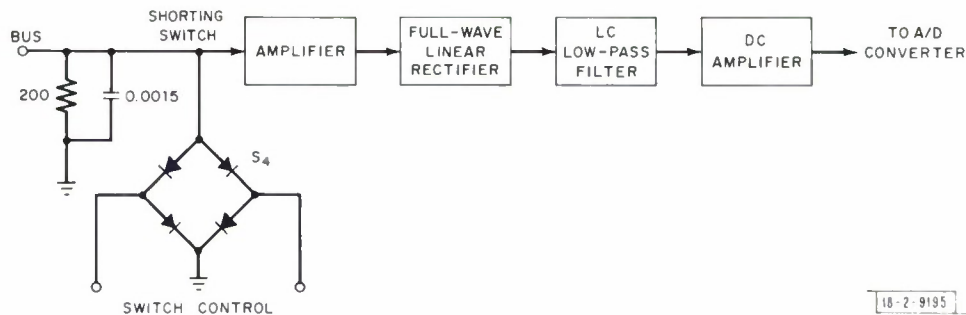 BUS
SHORTING
SWITCH
AMPLIFIER
FULL-WAVE
LINEAR
RECTIFIER
LC
LOW-PASS
FILTER
DC
AMPLIFIER
TO A/D
CONVERTER
200
0.0015
S4
SWITCH CONTROL
18-2-9195